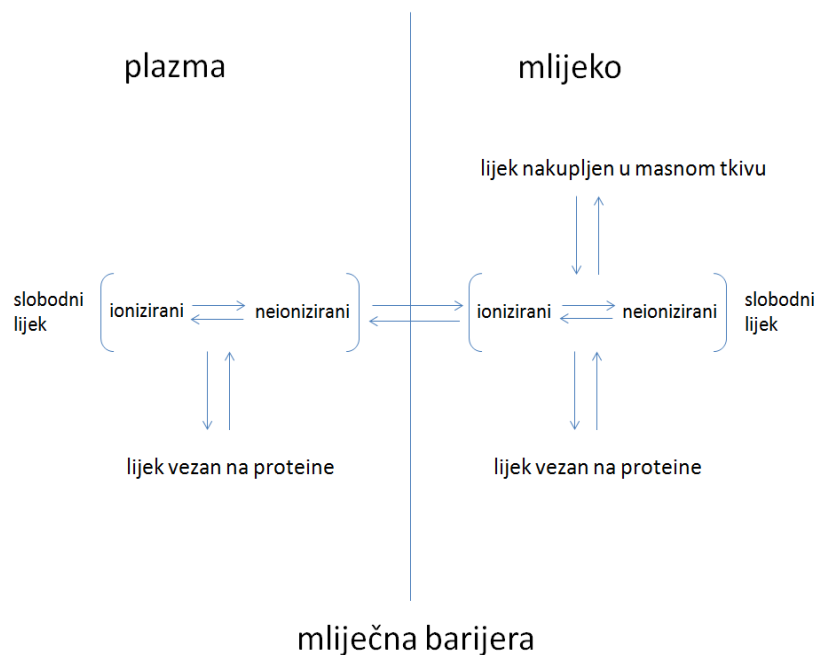 plazma
mlijeko
lijek nakupljen u masnom tkivu
slobodni
lijek
ionizirani
neionizirani
ionizirani
neionizirani
slobodni
lijek
lijek vezan na proteine
lijek vezan na proteine
mliječna barijera